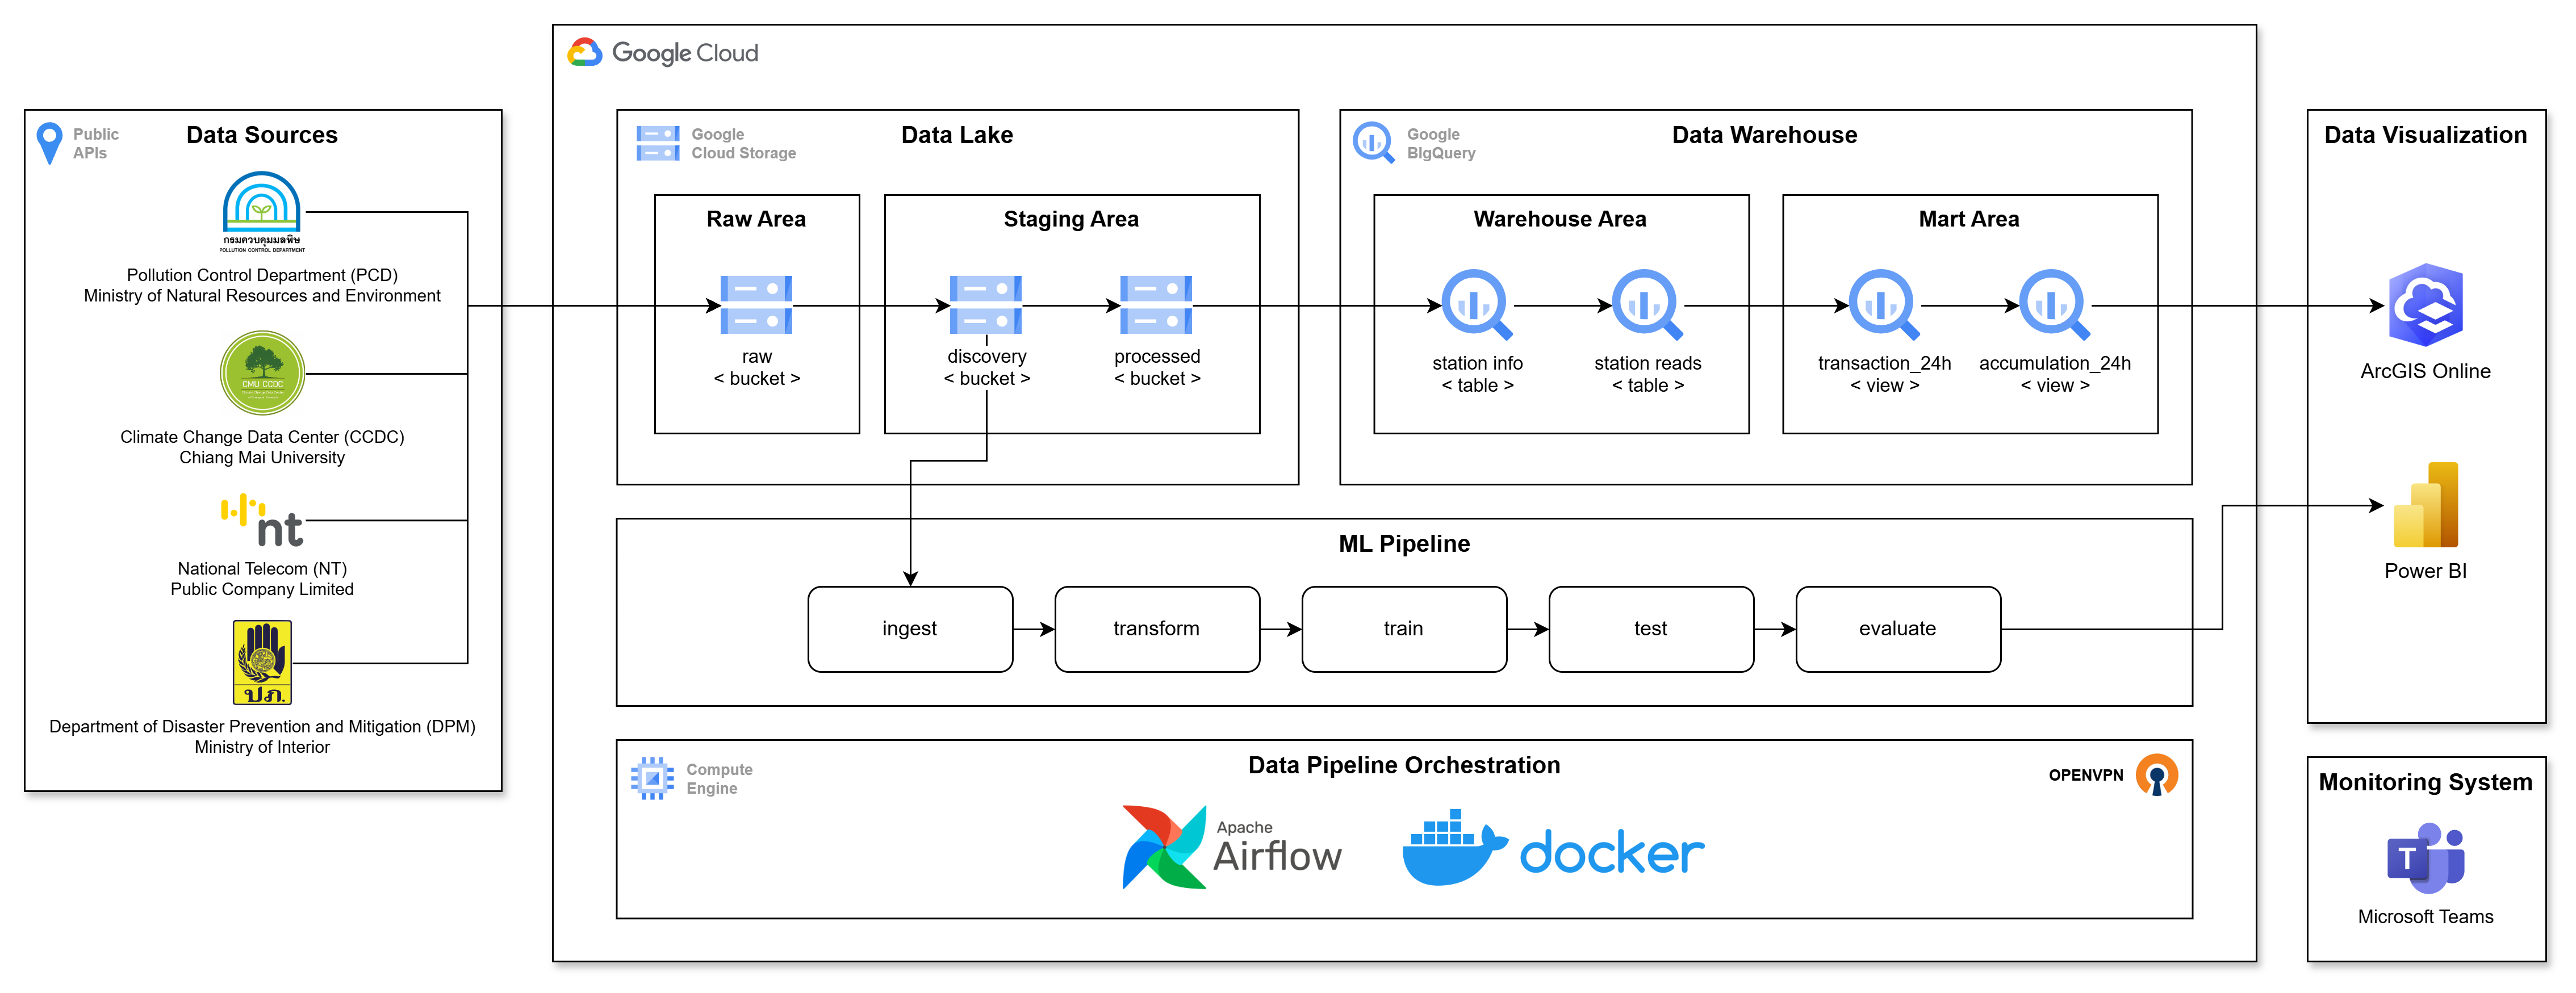 Google Cloud
Public
APIs
Data Sources
กรมควบคุมมลพิษ
POLLUTION CONTROL DEPARTMENT
Pollution Control Department (PCD)
Ministry of Natural Resources and Environment
CMU CCDC
Climate Change Data Center (CCDC)
Chiang Mai University
nt
National Telecom (NT)
Public Company Limited
ปภ.
Department of Disaster Prevention and Mitigation (DPM)
Ministry of Interior
Google
Cloud Storage
Data Lake
Raw Area
raw
< bucket >
Staging Area
discovery
< bucket >
processed
< bucket >
Google
BIgQuery
Data Warehouse
Warehouse Area
station info
< table >
station reads
< table >
Mart Area
transaction_24h
< view >
accumulation_24h
< view >
ML Pipeline
ingest
transform
train
test
evaluate
Compute
Engine
Data Pipeline Orchestration
OPENVPN
Apache
Airflow
docker
Data Visualization
ArcGIS Online
Power BI
Monitoring System
T
Microsoft Teams